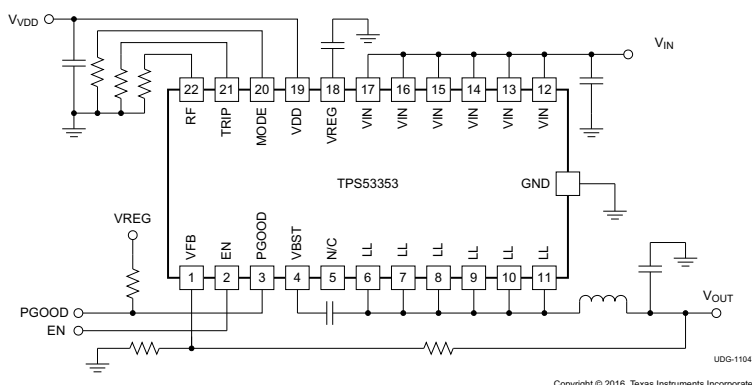 VVDD
VIN
22 21 20 19 18 17 16 15 14 13 12
RF TRIP MODE VDD VREG VIN VIN VIN VIN VIN VIN
TPS53353
GND
VREG
VFB EN PGOOD VBST N/C LL LL LL LL LL LL
1 2 3 4 5 6 7 8 9 10 11
VOUT
PGOOD
EN
UDG-1104
Copyright © 2016, Texas Instruments Incorporate